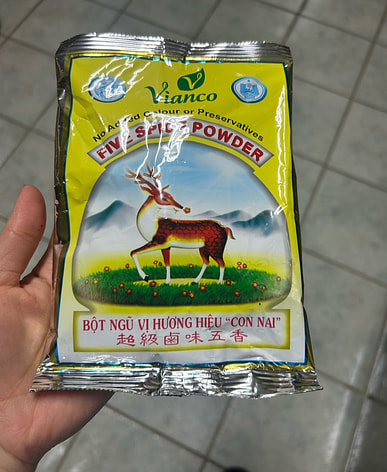 Vianco
No Added Colour or Preservatives
FIVE SPICE POWDER
BỘT NGŨ VỊ HƯƠNG HIỆU “CON NAI”
超級鹵味五香